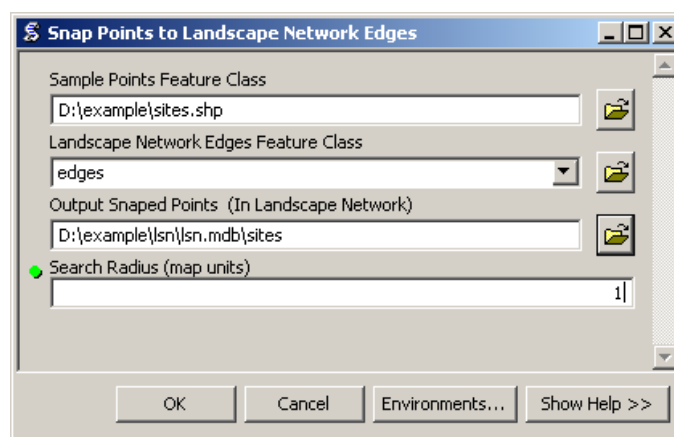 Snap Points to Landscape Network Edges
Sample Points Feature Class
D:\example\sites.shp
Landscape Network Edges Feature Class
edges
Output Snaped Points (In Landscape Network)
D:\example\lsn\lsn.mdb\sites
Search Radius (map units)
1
OK Cancel Environments... Show Help >>